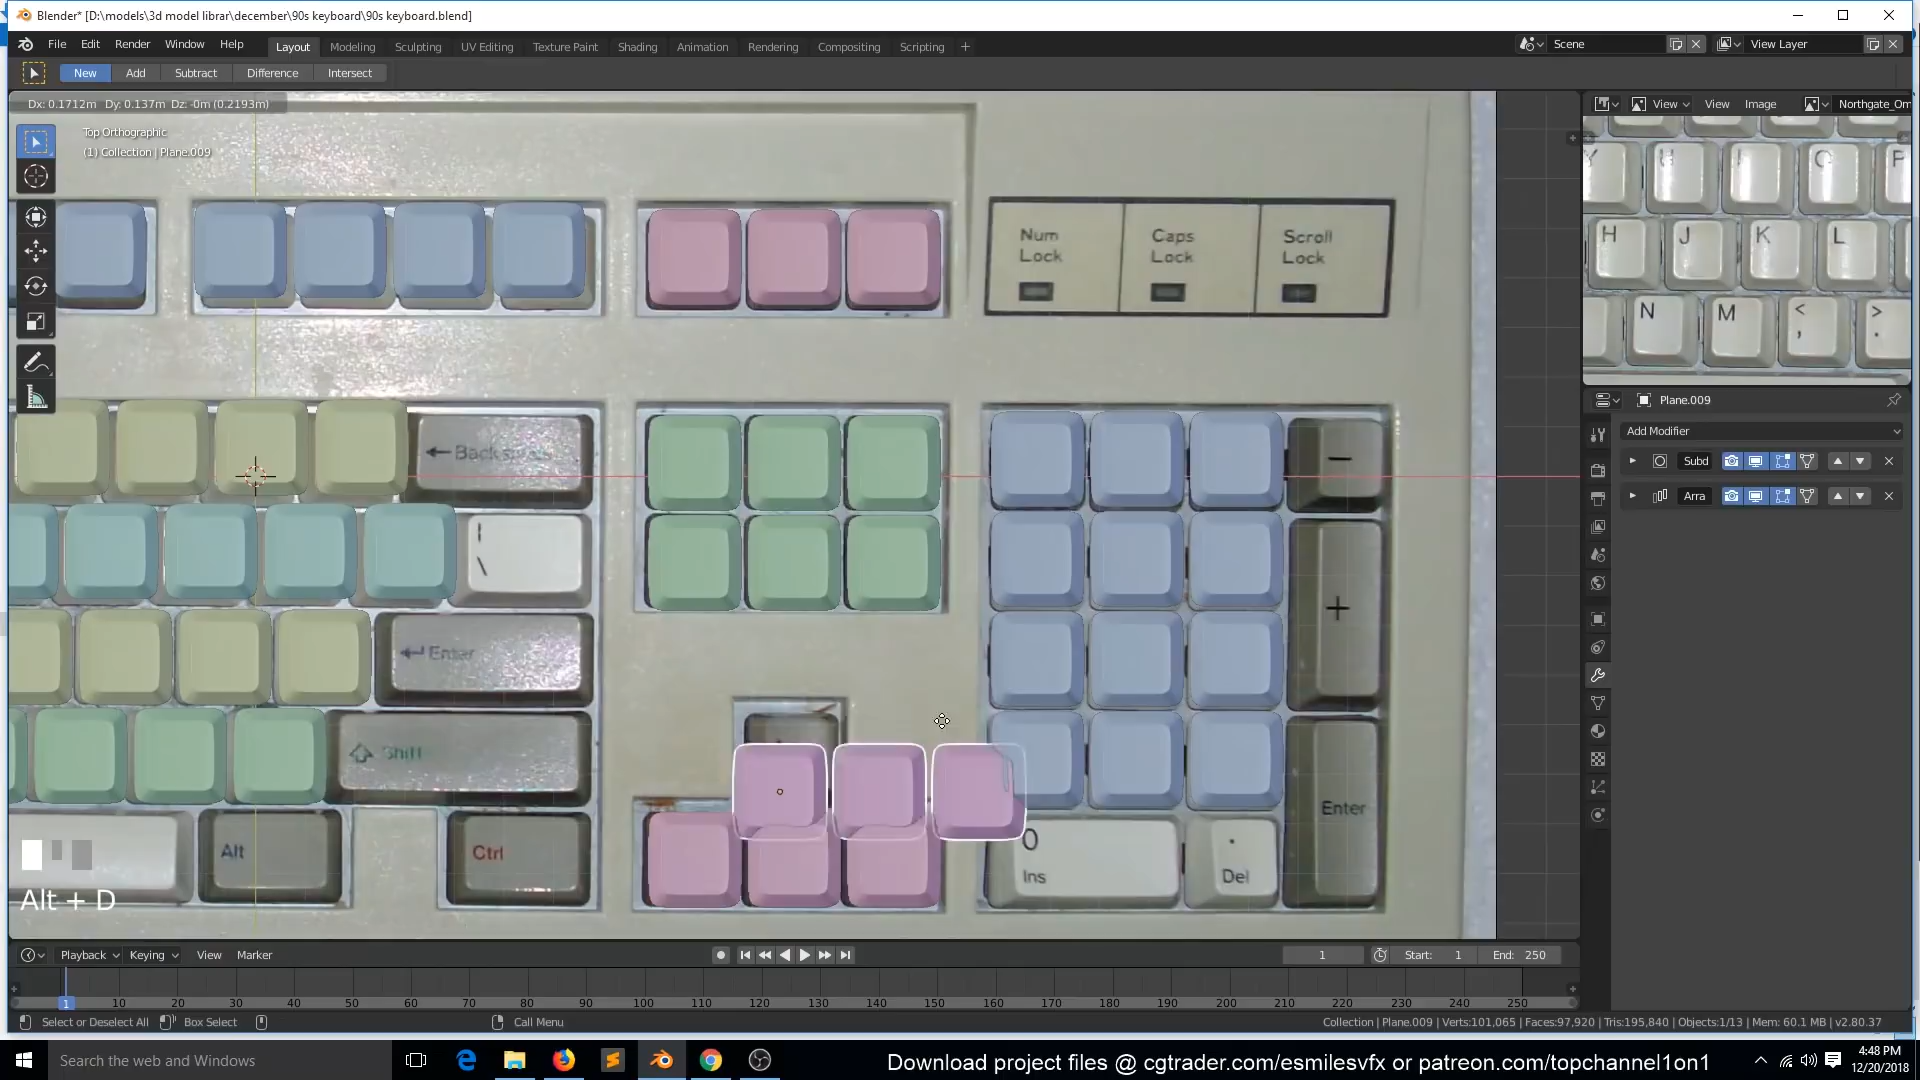 Blender* [D:\models\3d model librar\december\90s keyboard\90s keyboard.blend]
File Edit Render Window Help Layout Modeling Sculpting UV Editing Texture Paint Shading Animation Rendering Compositing Scripting + Scene View Layer
New Add Subtract Difference Intersect
Dx: 0.1712m Dy: 0.137m Dz: -0m (0.2193m)
View View Image Northgate_Om
Top Orthographic
(1) Collection | Plane.009
Num Lock
Caps Lock
Scroll Lock
H J K L
N M < , > .
Plane.009
Add Modifier
Subd
Arra
← Backspace
-
\
+
Enter
Shift
Enter
Alt
Ctrl
0 Ins
. Del
Alt + D
Playback Keying View Marker 1 Start: 1 End: 250
1 10 20 30 40 50 60 70 80 90 100 110 120 130 140 150 160 170 180 190 200 210 220 230 240 250
Select or Deselect All Box Select Call Menu Collection | Plane.009 | Verts:101,065 | Faces:97,920 | Tris:195,840 | Objects:1/13 | Mem: 60.1 MB | v2.80.37
Search the web and Windows
Download project files @ cgtrader.com/esmilesvfx or patreon.com/topchannel1on1
4:48 PM
12/20/2018